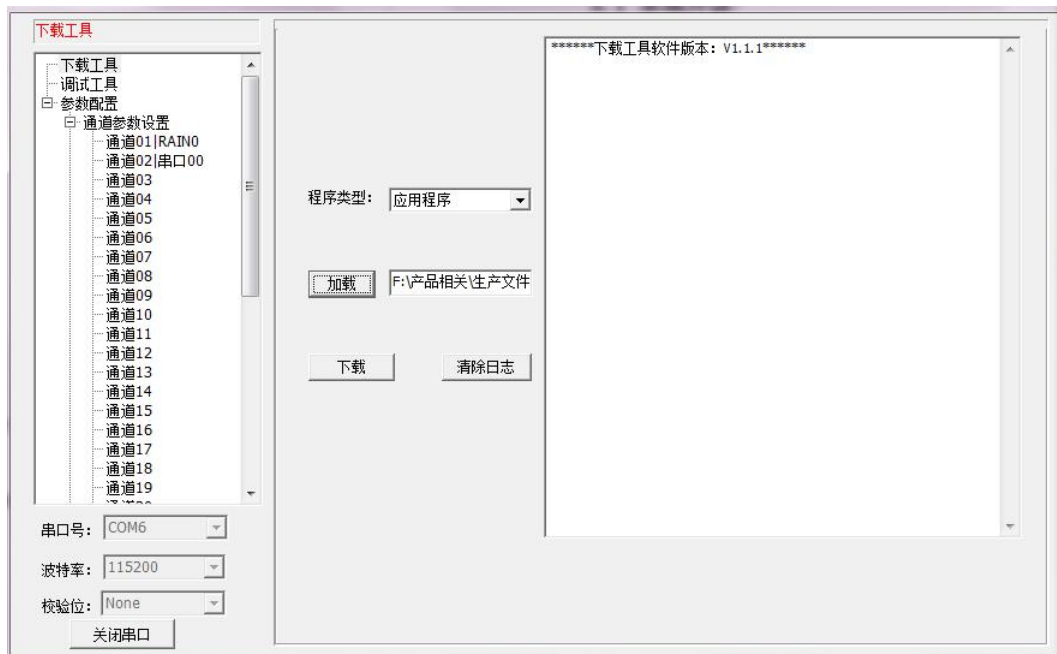 下载工具
下载工具
调试工具
参数配置
通道参数设置
通道01|RAIN0
通道02|串口00
通道03
通道04
通道05
通道06
通道07
通道08
通道09
通道10
通道11
通道12
通道13
通道14
通道15
通道16
通道17
通道18
通道19
串口号: COM6
波特率: 115200
校验位: None
关闭串口
程序类型: 应用程序
加载 F:\产品相关\生产文件
下载 清除日志
******下载工具软件版本: V1.1.1******